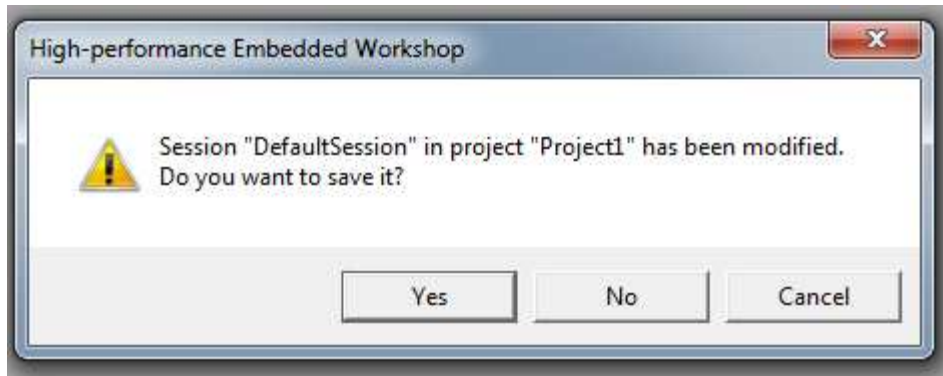 High-performance Embedded Workshop
Session "DefaultSession" in project "Project1" has been modified.
Do you want to save it?
Yes No Cancel